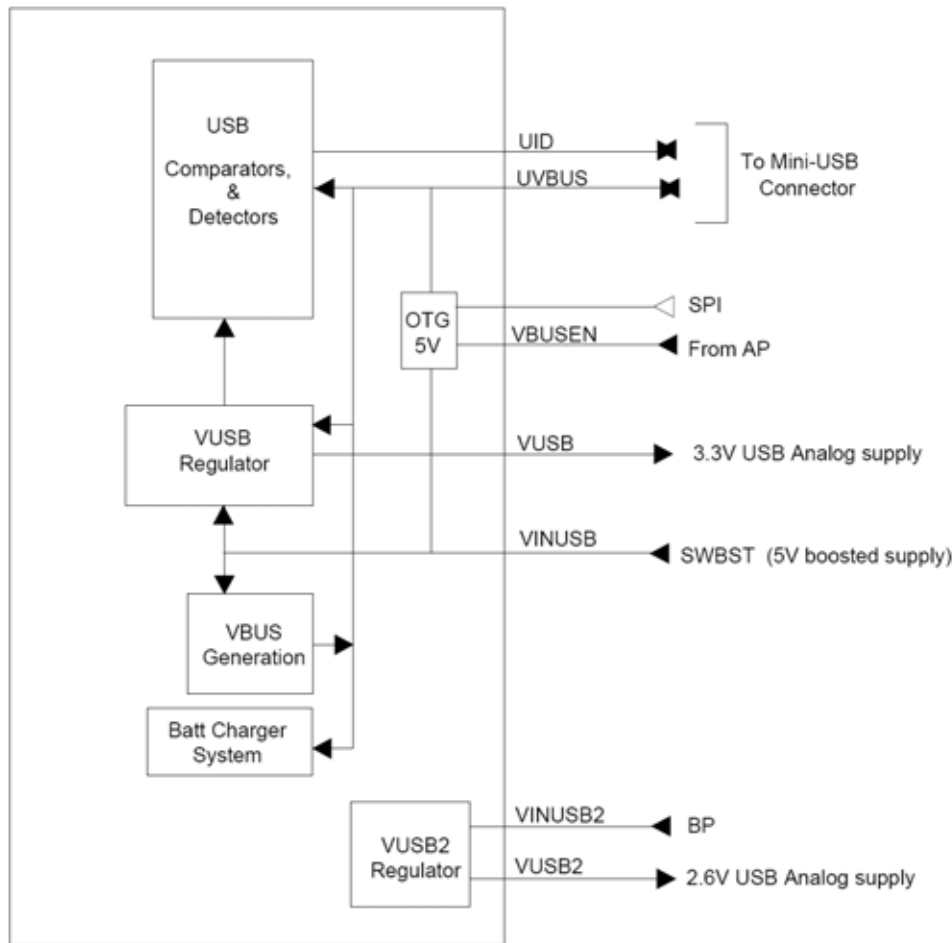 USB
Comparators,
&
Detectors
UID
UVBUS
To Mini-USB
Connector
OTG
5V
SPI
VBUSEN
From AP
VUSB
Regulator
VUSB
3.3V USB Analog supply
VINUSB
SWBST (5V boosted supply)
VBUS
Generation
Batt Charger
System
VUSB2
Regulator
VINUSB2
BP
VUSB2
2.6V USB Analog supply